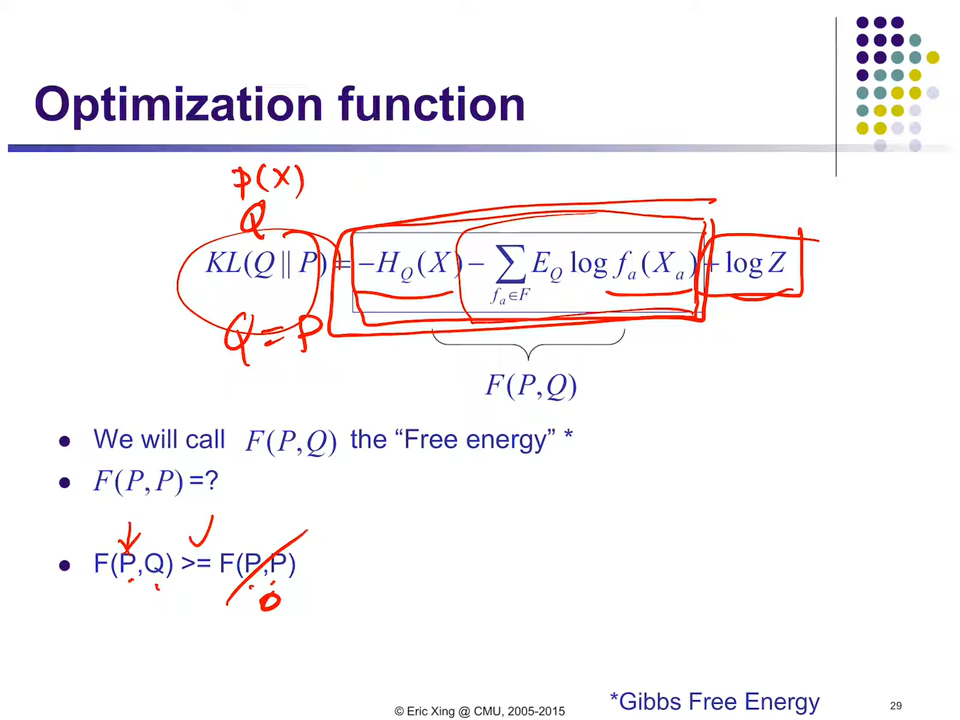 Optimization function
p(X)
Q
KL(Q || P) = −H_Q(X) − ∑_{f_a∈F} E_Q log f_a(X_a) + log Z
Q = P
F(P,Q)
● We will call F(P,Q) the “Free energy” *
● F(P,P) =?
● F(P,Q) >= F(P,P)
0
*Gibbs Free Energy
© Eric Xing @ CMU, 2005-2015
29